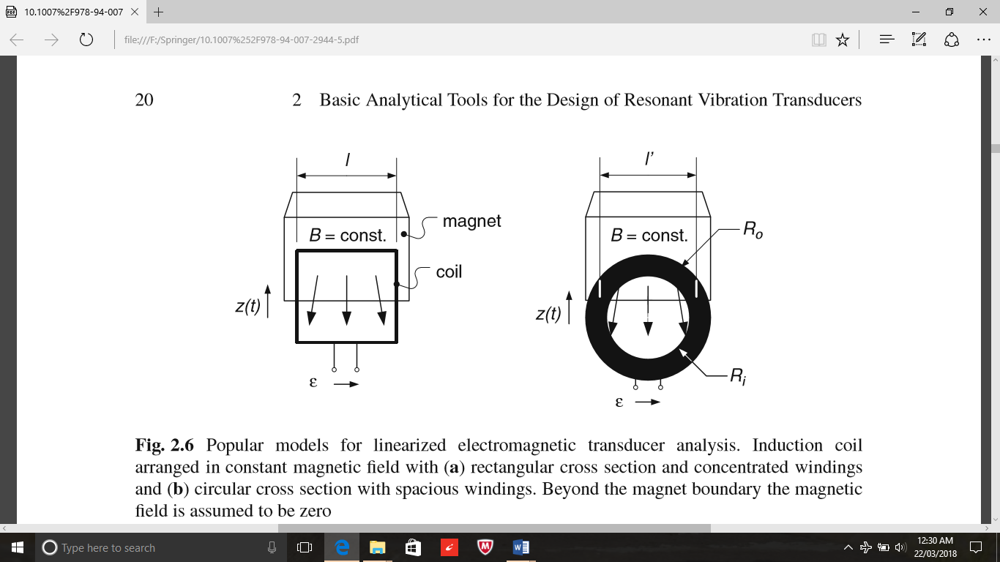 10.1007%2F978-94-007
file:///F:/Springer/10.1007%252F978-94-007-2944-5.pdf
20 2 Basic Analytical Tools for the Design of Resonant Vibration Transducers
l l’
magnet
B = const. B = const. Ro
coil
z(t) z(t)
Ri
ε ε
Fig. 2.6 Popular models for linearized electromagnetic transducer analysis. Induction coil
arranged in constant magnetic field with (a) rectangular cross section and concentrated windings
and (b) circular cross section with spacious windings. Beyond the magnet boundary the magnetic
field is assumed to be zero
Type here to search
12:30 AM
22/03/2018